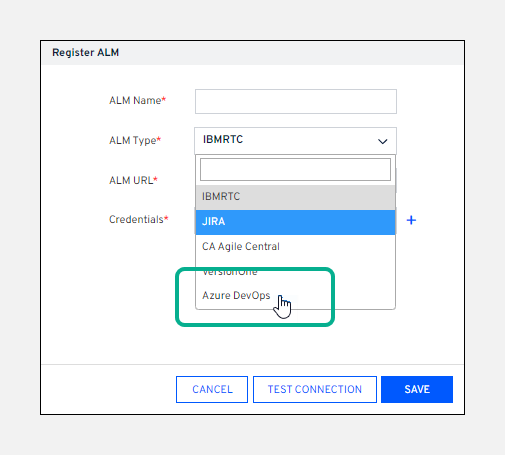 Register ALM
ALM Name*
ALM Type* IBMRTC
ALM URL*
IBMRTC
Credentials* JIRA +
CA Agile Central
VersionOne
Azure DevOps
CANCEL TEST CONNECTION SAVE